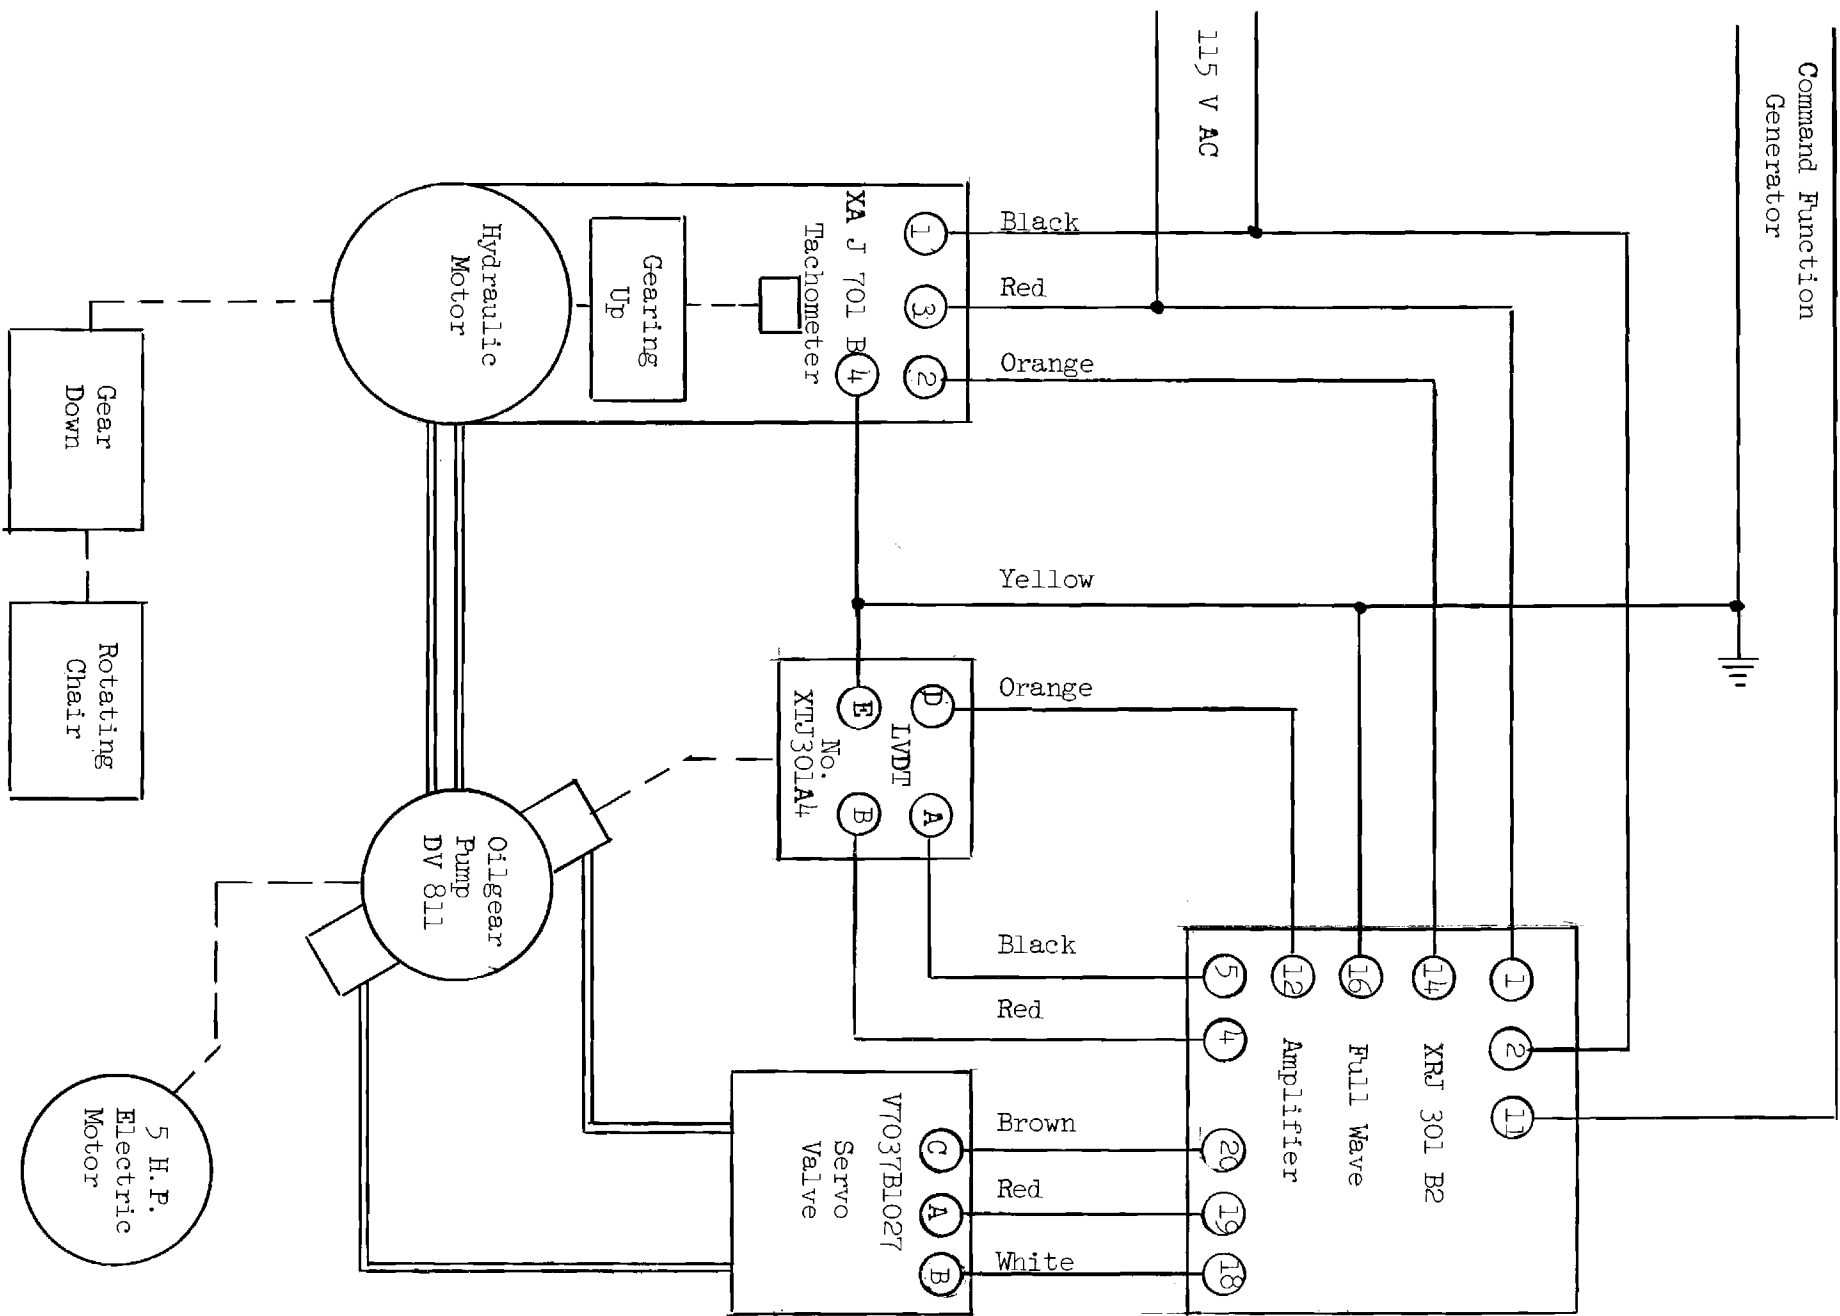 Command Function
Generator
115 V AC
Black
Red
Orange
Yellow
Orange
Black
Red
Brown
Red
White
1
3
2
4
XA J 701 B
Tachometer
Gearing
Up
Hydraulic
Motor
Gear
Down
Rotating
Chair
D
E
A
B
LVDT
No.
XTJ301A4
Oilgear
Pump
DV 811
5 H.P.
Electric
Motor
C
A
B
V7037B1027
Servo
Valve
1
2
11
14
16
12
5
4
20
19
18
XRJ 301 B2
Full Wave
Amplifier